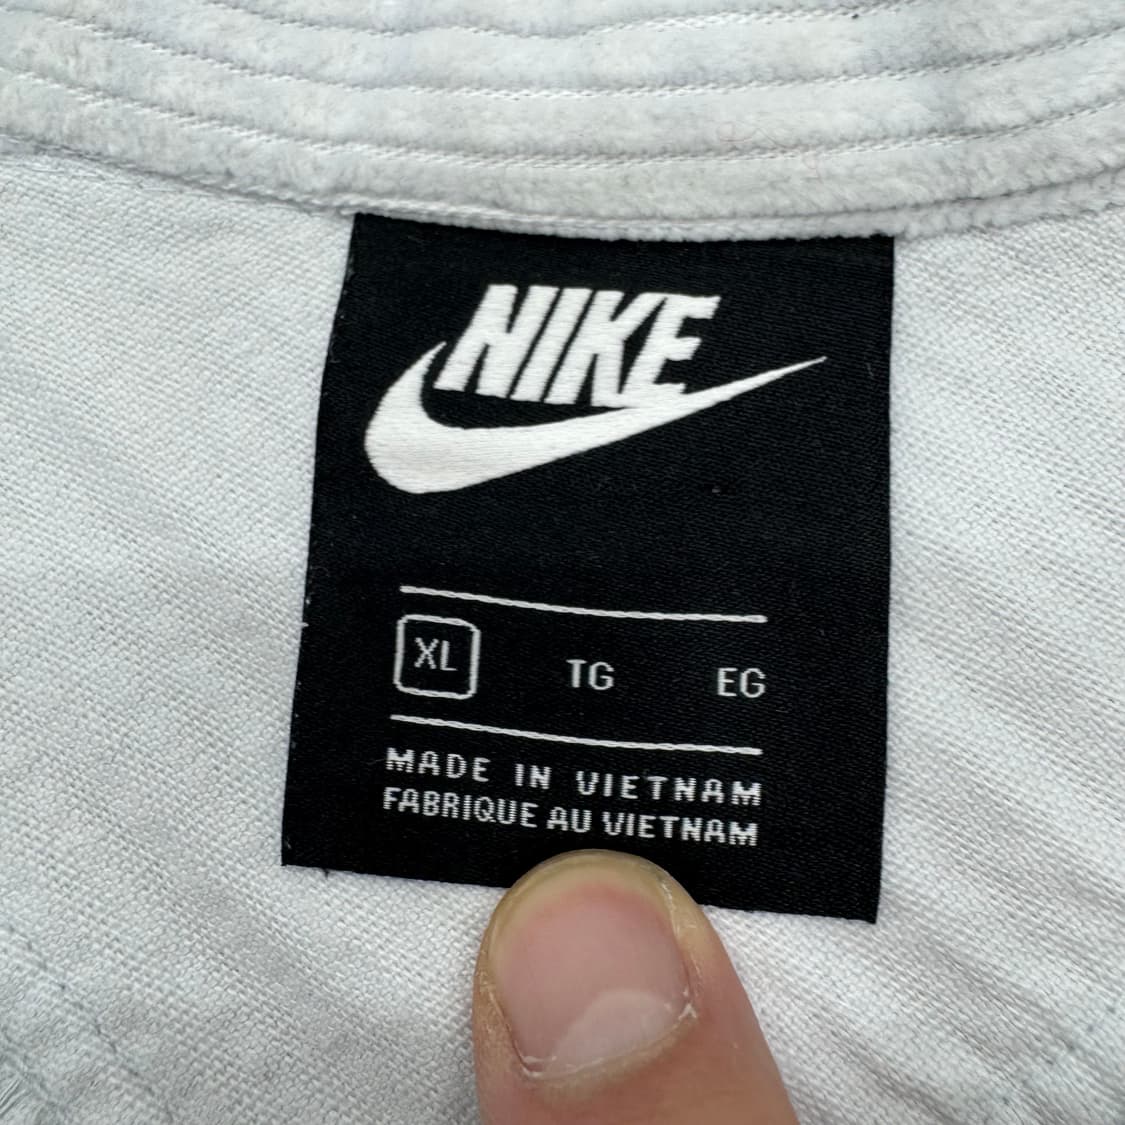 NIKE
XL TG EG
MADE IN VIETNAM
FABRIQUE AU VIETNAM